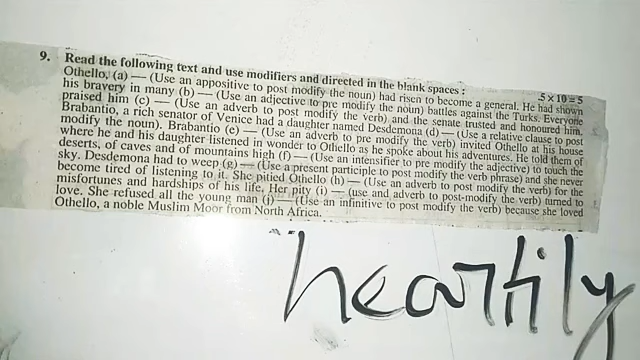 9. Read the following text and use modifiers and directed in the blank spaces : .5×10=5
Othello, (a) — (Use an appositive to post modify the noun) had risen to become a general. He had shown
his bravery in many (b) — (Use an adjective to pre modify the noun) battles against the Turks. Everyone
praised him (c) — (Use an adverb to post modify the verb) and the senate trusted and honoured him.
Brabantio, a rich senator of Venice had a daughter named Desdemona (d) — (Use a relative clause to post
modify the noun). Brabantio (e) — (Use an adverb to pre modify the verb) invited Othello at his house
where he and his daughter listened in wonder to Othello as he spoke about his adventures. He told them of
deserts, of caves and of mountains high (f) — (Use an intensifier to pre modify the adjective) to touch the
sky. Desdemona had to weep (g) — (Use a present participle to post modify the verb phrase) and she never
become tired of listening to it. She pitied Othello (h) — (Use an adverb to post modify the verb) for the
misfortunes and hardships of his life. Her pity (i) — (use and adverb to post-modify the verb) turned to
love. She refused all the young man (j) — (Use an infinitive to post modify the verb) because she loved
Othello, a noble Muslim Moor from North Africa.
heartily